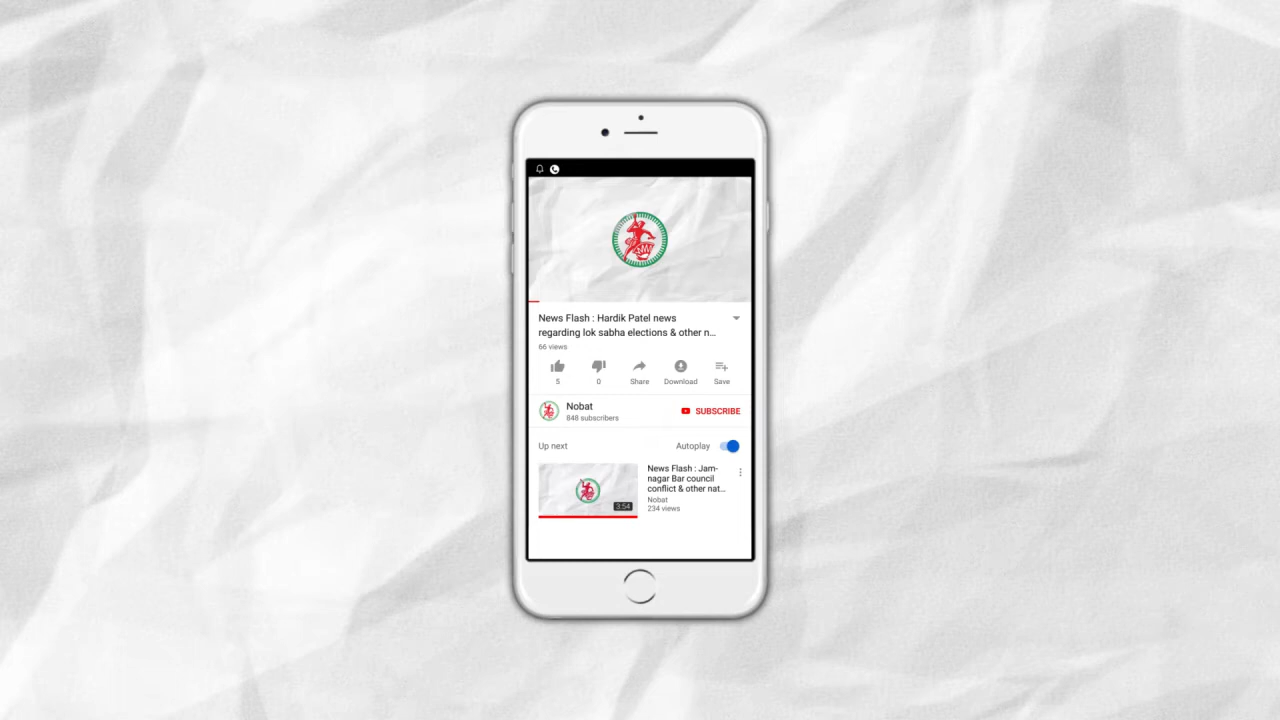 News Flash : Hardik Patel news
regarding lok sabha elections & other n...
66 views
5
0
Share
Download
Save
Nobat
848 subscribers
SUBSCRIBE
Up next
Autoplay
News Flash : Jam-
nagar Bar council
conflict & other nat...
Nobat
234 views
3:54